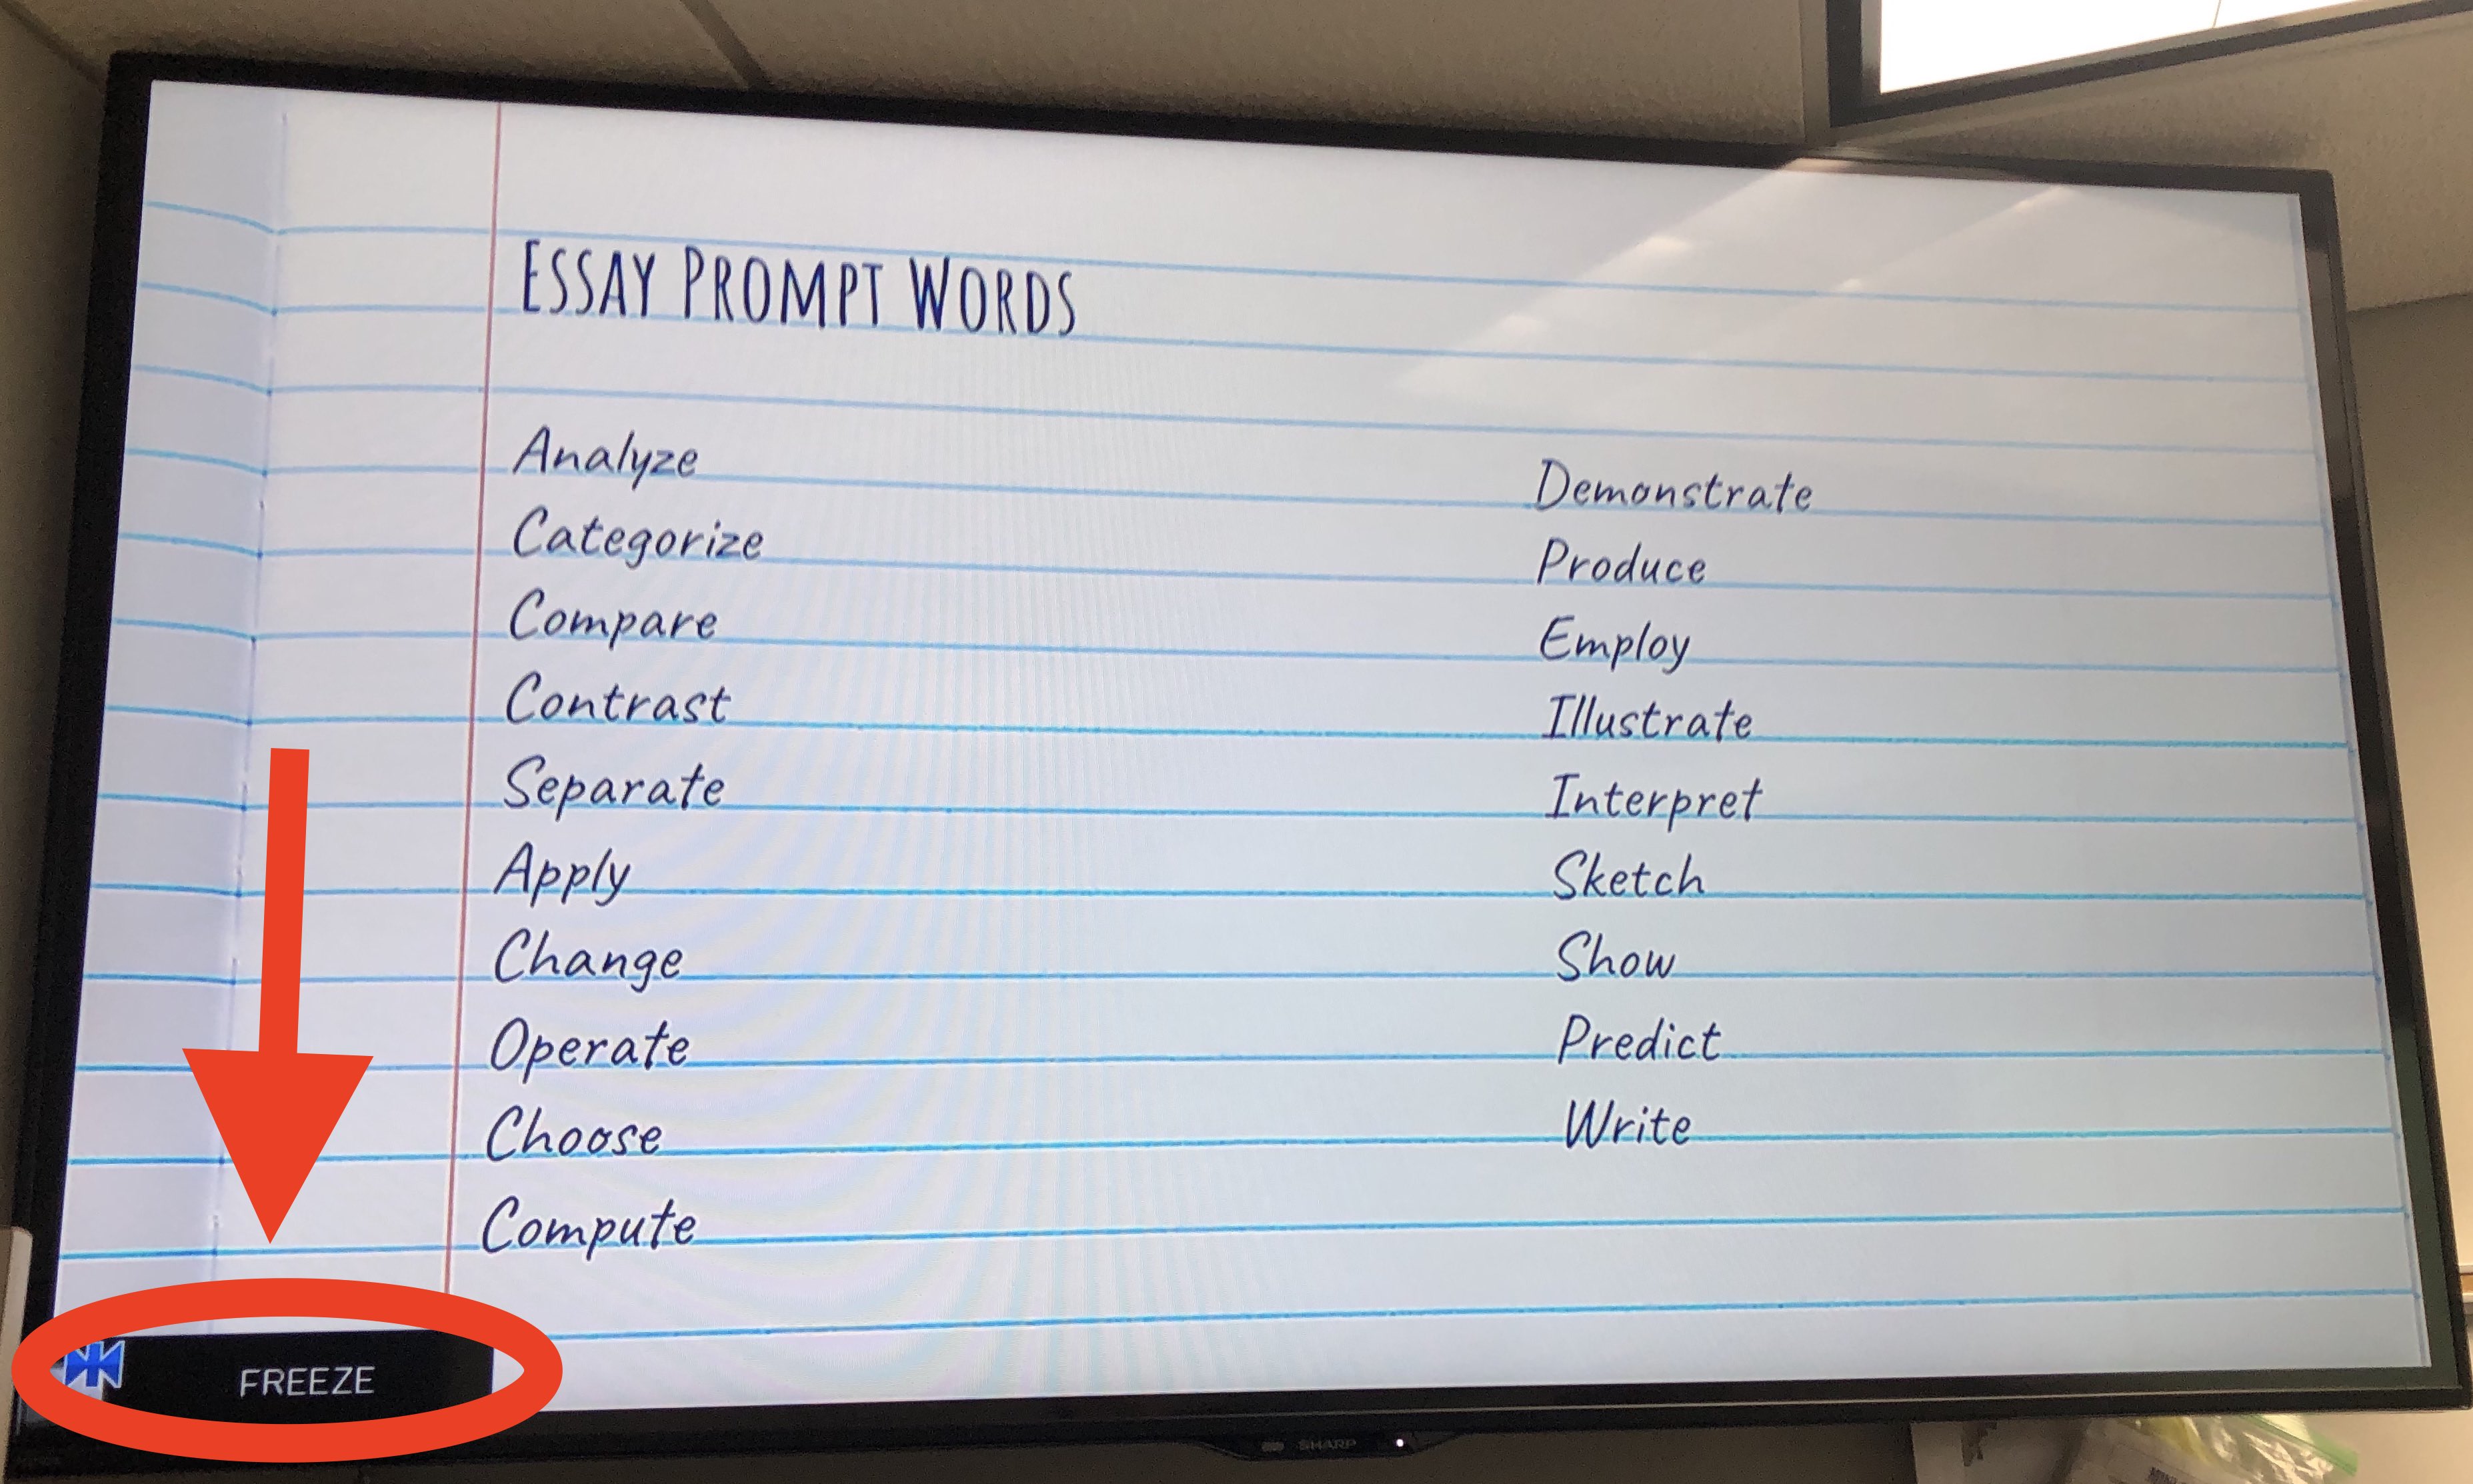 ESSAY PROMPT WORDS
Analyze
Categorize
Compare
Contrast
Separate
Apply
Change
Operate
Choose
Compute
Demonstrate
Produce
Employ
Illustrate
Interpret
Sketch
Show
Predict
Write
FREEZE
SHARP